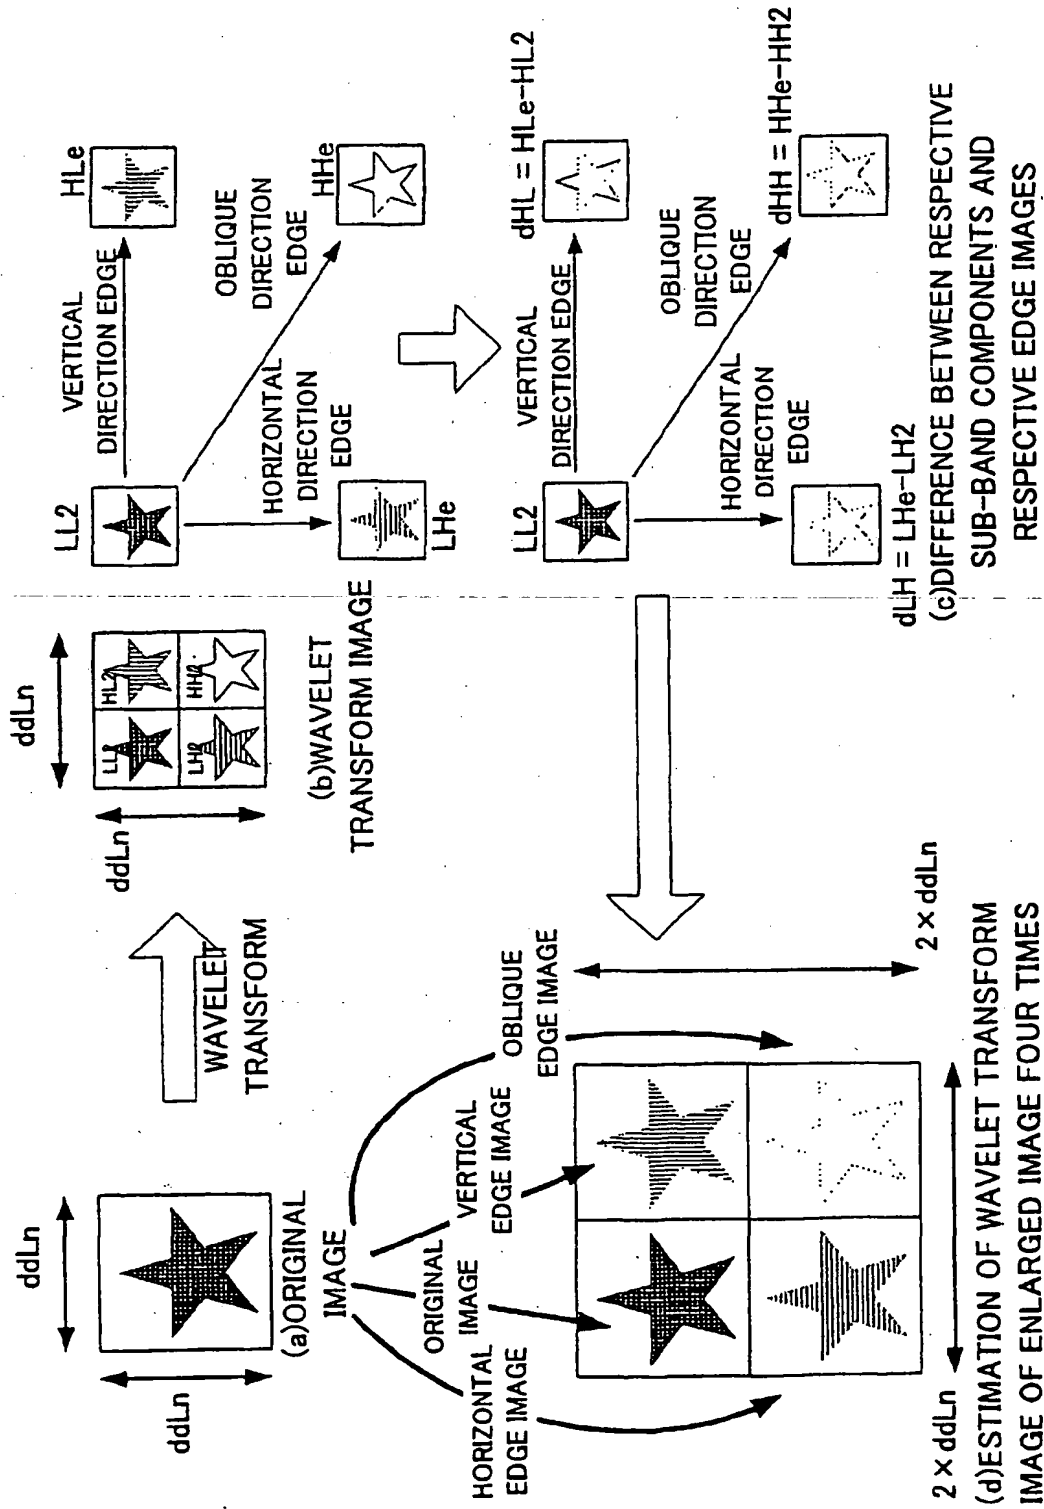 ddLn
ddLn
(a)ORIGINAL
IMAGE
WAVELET
TRANSFORM
ddLn
ddLn
LL2
HL2
LH2
HH2
(b)WAVELET
TRANSFORM IMAGE
LL2
VERTICAL
DIRECTION EDGE
HLe
OBLIQUE
DIRECTION
EDGE
HHe
HORIZONTAL
DIRECTION
EDGE
LHe
LL2
VERTICAL
DIRECTION EDGE
dHL = HLe-HL2
OBLIQUE
DIRECTION
EDGE
dHH = HHe-HH2
HORIZONTAL
DIRECTION
EDGE
dLH = LHe-LH2
(c)DIFFERENCE BETWEEN RESPECTIVE
SUB-BAND COMPONENTS AND
RESPECTIVE EDGE IMAGES
HORIZONTAL
EDGE IMAGE
ORIGINAL
IMAGE
VERTICAL
EDGE IMAGE
OBLIQUE
EDGE IMAGE
2 × ddLn
2 × ddLn
(d)ESTIMATION OF WAVELET TRANSFORM
IMAGE OF ENLARGED IMAGE FOUR TIMES